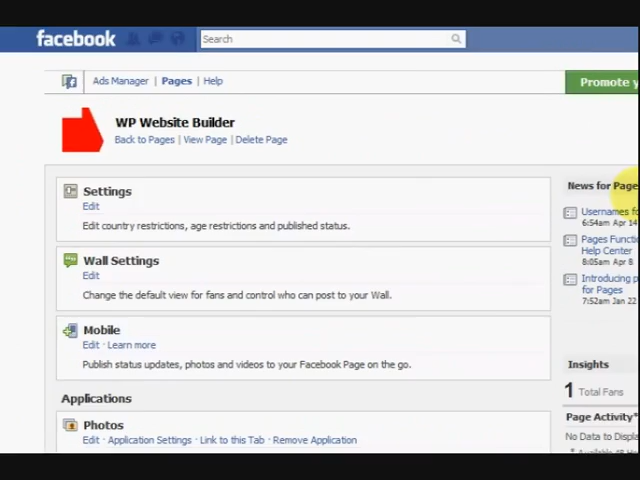 facebook
Search
Ads Manager | Pages | Help
Promote y
WP Website Builder
Back to Pages | View Page | Delete Page
Settings
Edit
Edit country restrictions, age restrictions and published status.
Wall Settings
Edit
Change the default view for fans and control who can post to your Wall.
Mobile
Edit · Learn more
Publish status updates, photos and videos to your Facebook Page on the go.
Applications
Photos
Edit · Application Settings · Link to this Tab · Remove Application
News for Page
Usernames fo
6:54am Apr 14
Pages Functi
Help Center
8:05am Apr 8
Introducing p
for Pages
7:52am Jan 22
Insights
1 Total Fans
Page Activity*
No Data to Displa